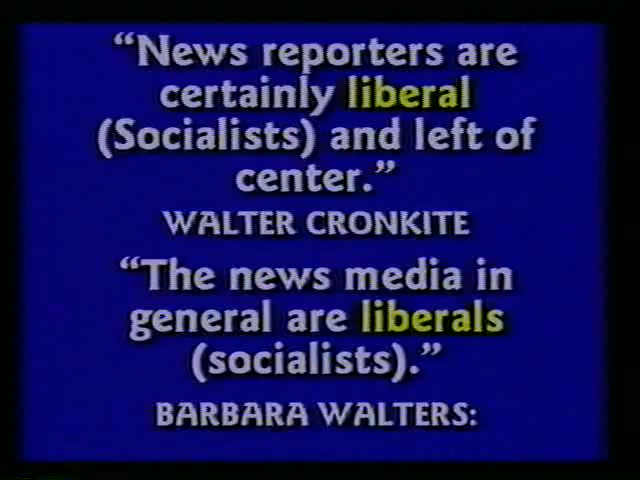 “News reporters are
certainly liberal
(Socialists) and left of
center.”
WALTER CRONKITE
“The news media in
general are liberals
(socialists).”
BARBARA WALTERS: